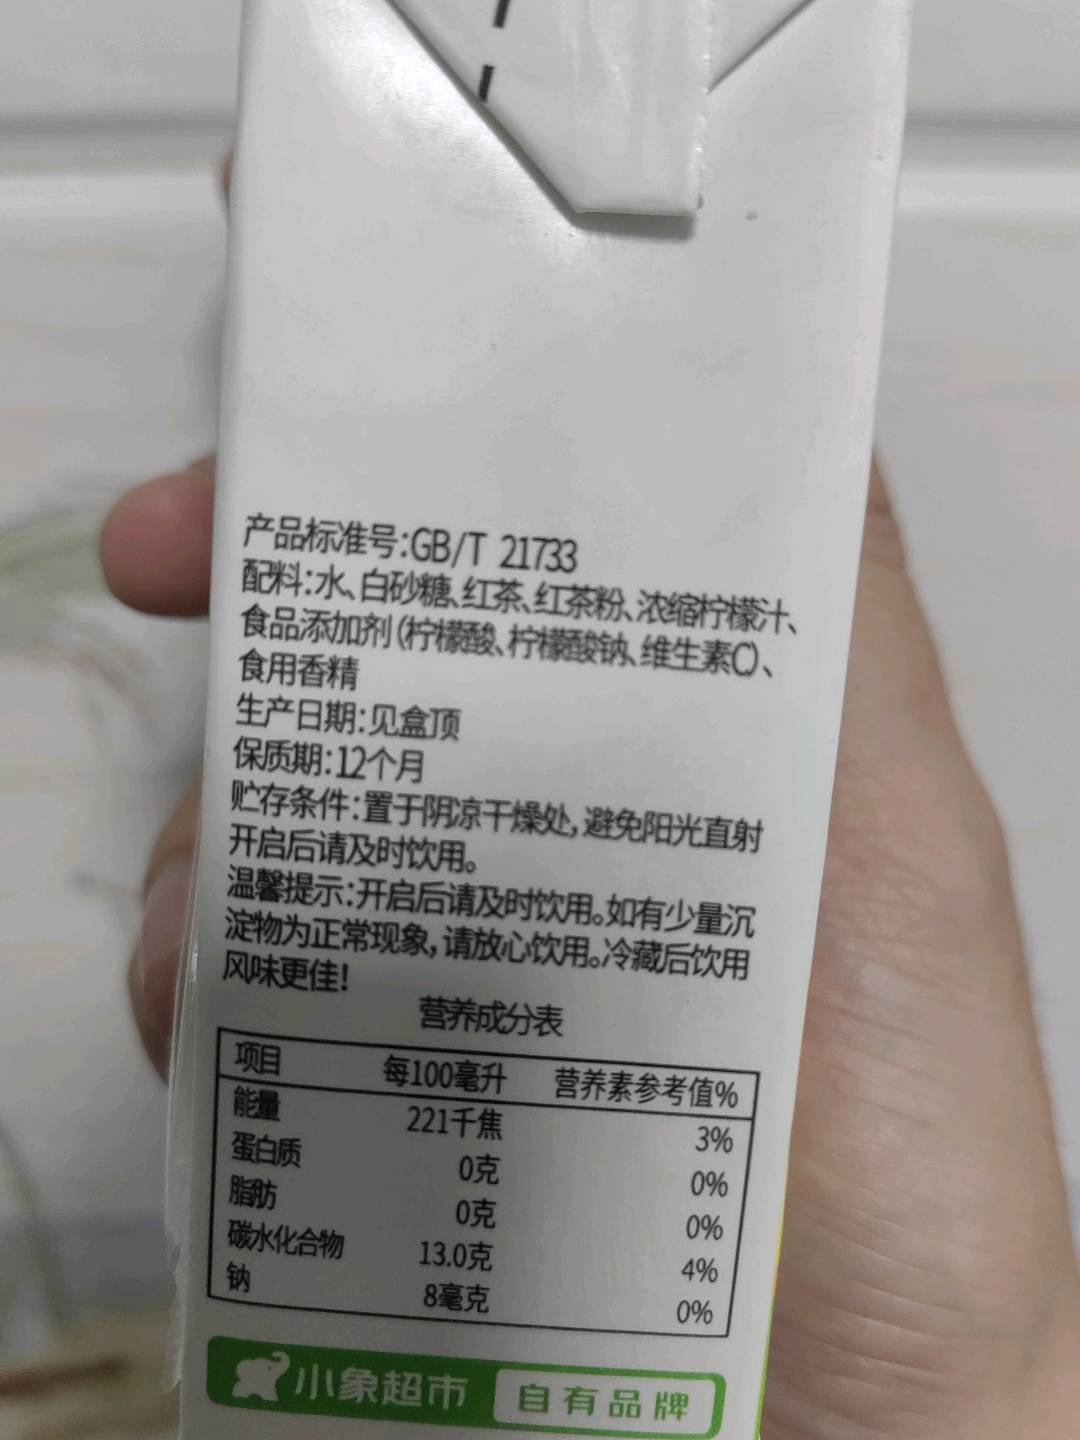 产品标准号:GB/T 21733
配料:水、白砂糖、红茶、红茶粉、浓缩柠檬汁、
食品添加剂(柠檬酸、柠檬酸钠、维生素C)、
食用香精
生产日期:见盒顶
保质期:12个月
贮存条件:置于阴凉干燥处,避免阳光直射
开启后请及时饮用。
温馨提示:开启后请及时饮用。如有少量沉
淀物为正常现象,请放心饮用。冷藏后饮用
风味更佳!
营养成分表
项目 每100毫升 营养素参考值%
能量 221千焦 3%
蛋白质 0克 0%
脂肪 0克 0%
碳水化合物 13.0克 4%
钠 8毫克 0%
小象超市 自有品牌